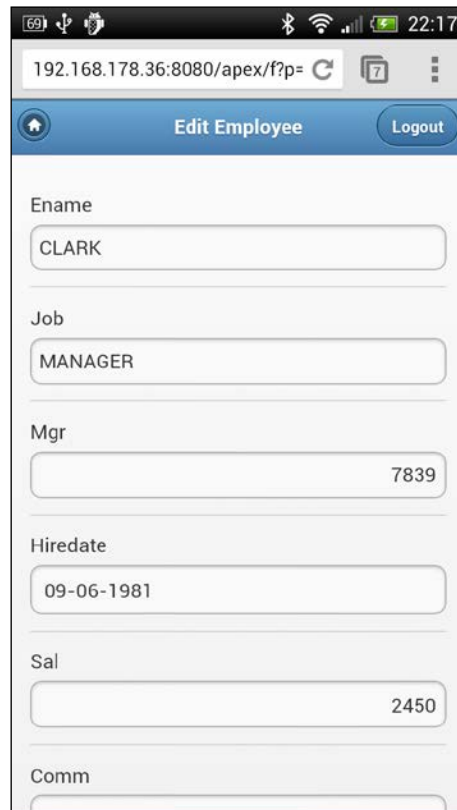 69 22:17
192.168.178.36:8080/apex/f?p= 7
Edit Employee Logout
Ename
CLARK
Job
MANAGER
Mgr
7839
Hiredate
09-06-1981
Sal
2450
Comm